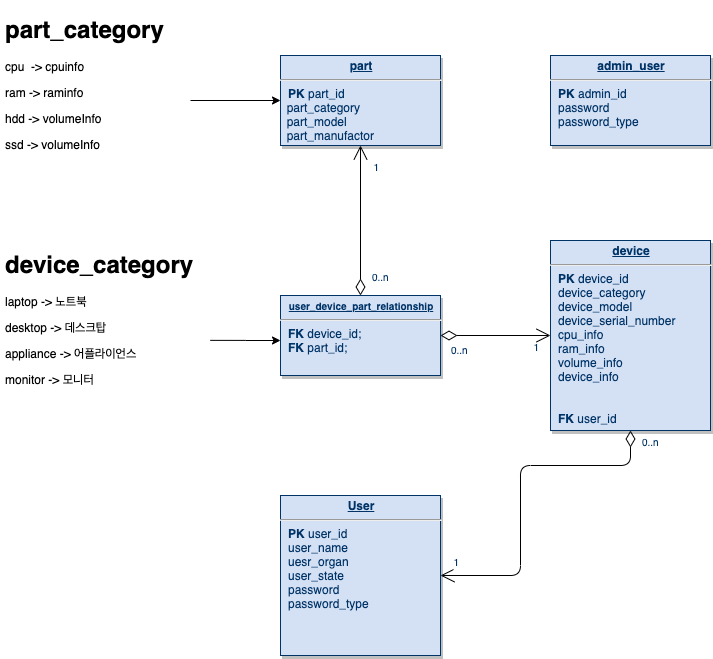 part_category
cpu -> cpuinfo
ram -> raminfo
hdd -> volumeInfo
ssd -> volumeInfo
part
PK part_id
part_category
part_model
part_manufactor
admin_user
PK admin_id
password
password_type
1
0..n
device_category
laptop -> 노트북
desktop -> 데스크탑
appliance -> 어플라이언스
monitor -> 모니터
user_device_part_relationship
FK device_id;
FK part_id;
0..n
1
device
PK device_id
device_category
device_model
device_serial_number
cpu_info
ram_info
volume_info
device_info
FK user_id
0..n
User
PK user_id
user_name
uesr_organ
user_state
password
password_type
1